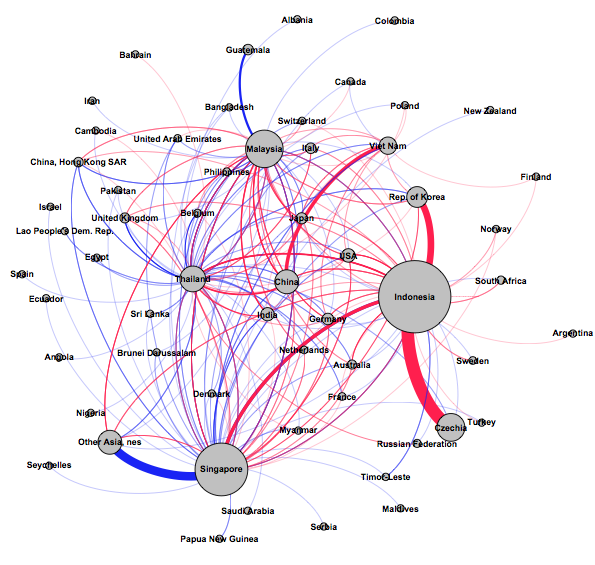 Albania
Colombia
Guatemala
Bahrain
Canada
Iran
Bangladesh
Poland
New Zealand
Switzerland
Cambodia
United Arab Emirates
Malaysia
Italy
Viet Nam
China, Hong Kong SAR
Philippines
Finland
Pakistan
Rep. of Korea
Israel
United Kingdom
Belgium
Japan
Lao People's Dem. Rep.
Norway
Egypt
USA
Spain
Thailand
China
South Africa
Ecuador
Indonesia
Sri Lanka
India
Germany
Argentina
Angola
Brunei Darussalam
Netherlands
Australia
Sweden
Denmark
France
Nigeria
Turkey
Other Asia, nes
Myanmar
Czechia
Russian Federation
Seychelles
Singapore
Timor-Leste
Saudi Arabia
Maldives
Serbia
Papua New Guinea